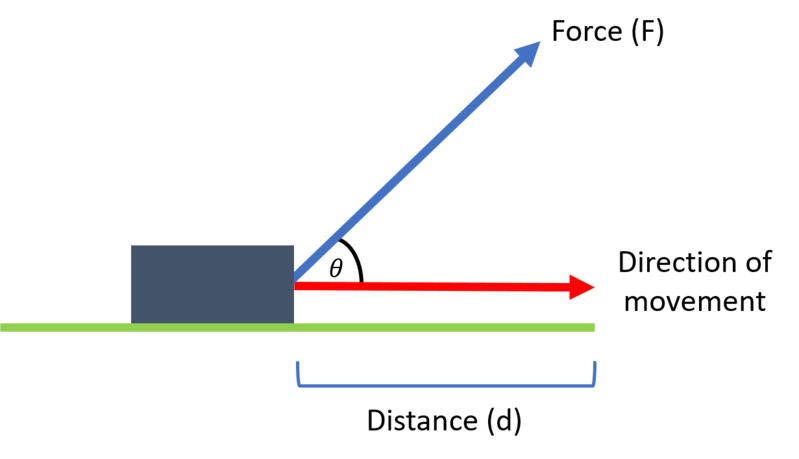 Force (F)
θ
Direction of
movement
Distance (d)